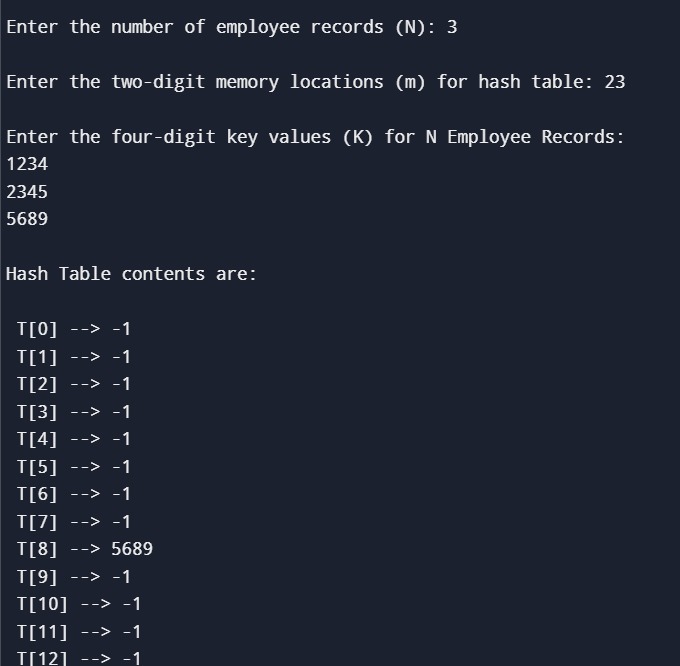 Enter the number of employee records (N): 3
Enter the two-digit memory locations (m) for hash table: 23
Enter the four-digit key values (K) for N Employee Records:
1234
2345
5689
Hash Table contents are:
T[0] --> -1
T[1] --> -1
T[2] --> -1
T[3] --> -1
T[4] --> -1
T[5] --> -1
T[6] --> -1
T[7] --> -1
T[8] --> 5689
T[9] --> -1
T[10] --> -1
T[11] --> -1
T[12] --> -1